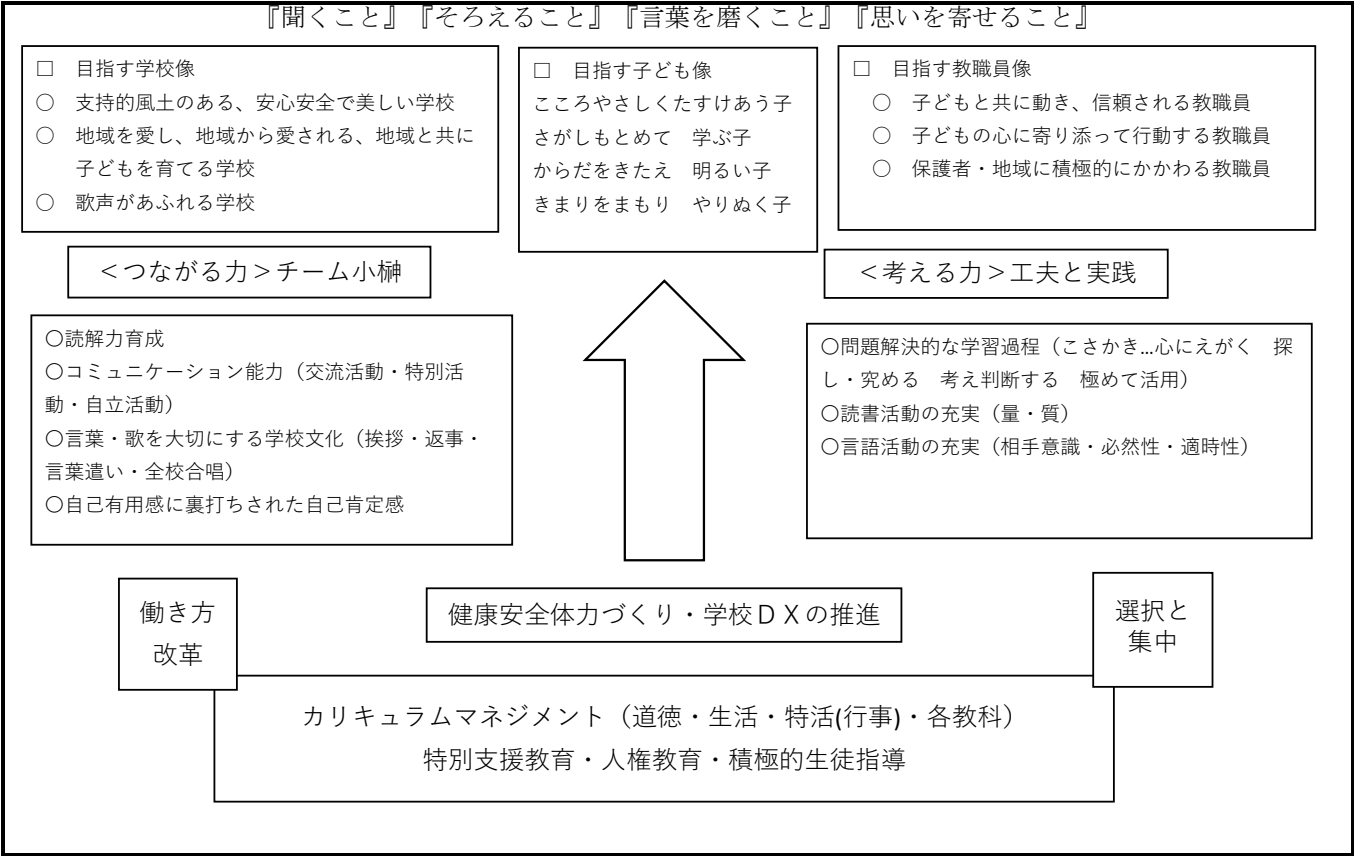 『聞くこと』『そろえること』『言葉を磨くこと』『思いを寄せること』
□　目指す学校像
○　支持的風土のある、安心安全で美しい学校
○　地域を愛し、地域から愛される、地域と共に
子どもを育てる学校
○　歌声があふれる学校
□　目指す子ども像
こころやさしくたすけあう子
さがしもとめて　学ぶ子
からだをきたえ　明るい子
きまりをまもり　やりぬく子
□　目指す教職員像
○　子どもと共に動き、信頼される教職員
○　子どもの心に寄り添って行動する教職員
○　保護者・地域に積極的にかかわる教職員
＜つながる力＞チーム小榊
＜考える力＞工夫と実践
○読解力育成
○コミュニケーション能力（交流活動・特別活
動・自立活動）
○言葉・歌を大切にする学校文化（挨拶・返事・
言葉遣い・全校合唱）
○自己有用感に裏打ちされた自己肯定感
○問題解決的な学習過程（こさかき…心にえがく　探
し・究める　考え判断する　極めて活用）
○読書活動の充実（量・質）
○言語活動の充実（相手意識・必然性・適時性）
働き方
改革
健康安全体力づくり・学校ＤＸの推進
選択と
集中
カリキュラムマネジメント（道徳・生活・特活(行事)・各教科）
特別支援教育・人権教育・積極的生徒指導